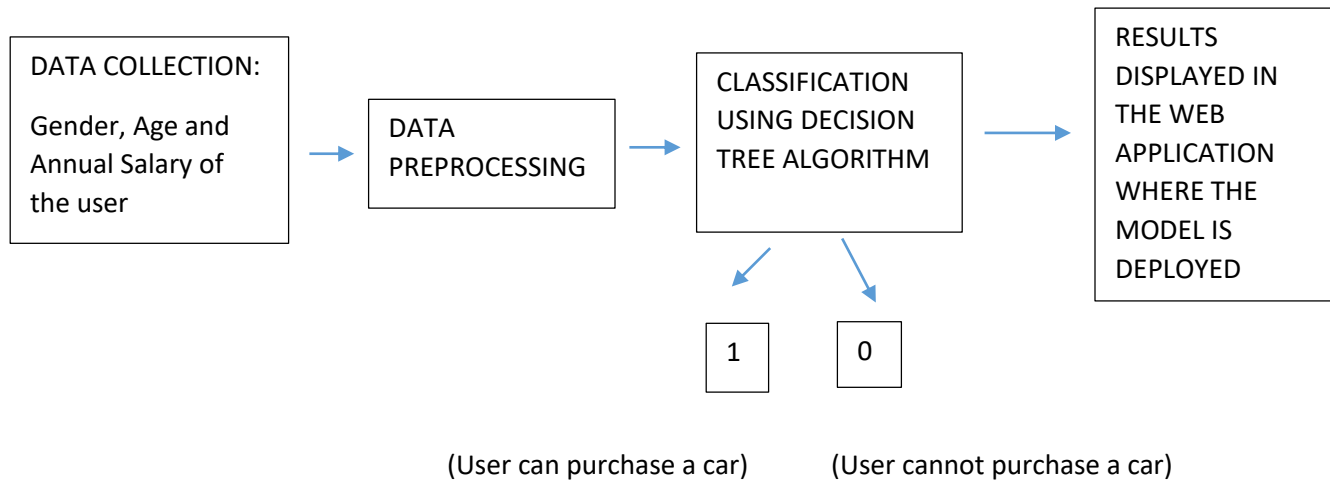 DATA COLLECTION:
Gender, Age and
Annual Salary of
the user
DATA
PREPROCESSING
CLASSIFICATION
USING DECISION
TREE ALGORITHM
RESULTS
DISPLAYED IN
THE WEB
APPLICATION
WHERE THE
MODEL IS
DEPLOYED
1
0
(User can purchase a car)
(User cannot purchase a car)